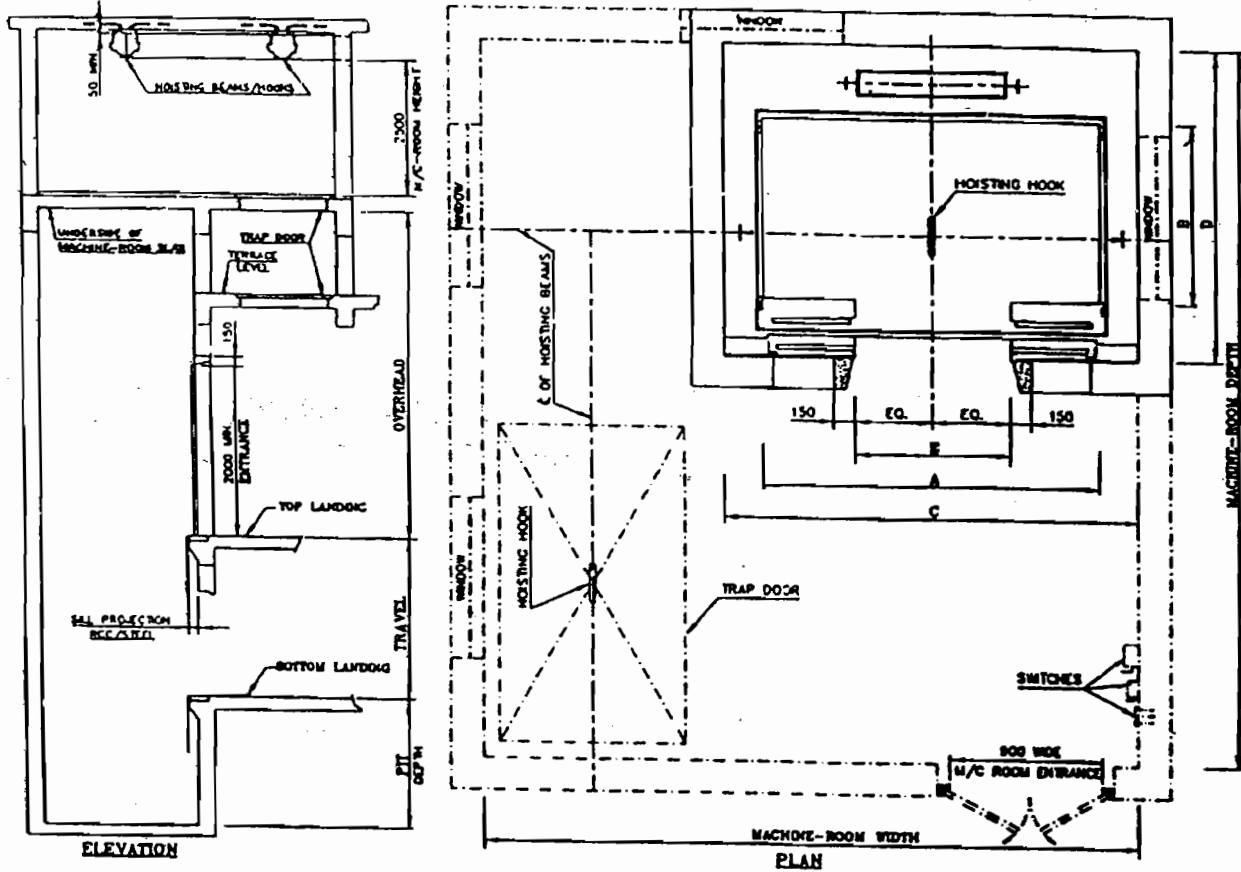 50 MIN.
HOISTING BEAMS/HOOKS
2500
M/C-ROOM HEIGHT
UNDERSIDE OF
MACHINE-ROOM SLAB
TRAP DOOR
TERRACE
LEVEL
150
2000 MIN.
ENTRANCE
OVERHEAD
TOP LANDING
SILL PROJECTION
RCC/STEEL
TRAVEL
BOTTOM LANDING
PIT
DEPTH
ELEVATION
WINDOW
WINDOW
HOISTING HOOK
WINDOW
B
D
℄ OF HOISTING BEAMS
150
EQ.
EQ.
150
E
A
C
MACHINE-ROOM DEPTH
WINDOW
HOISTING HOOK
TRAP DOOR
SWITCHES
900 WIDE
M/C ROOM ENTRANCE
MACHINE-ROOM WIDTH
PLAN